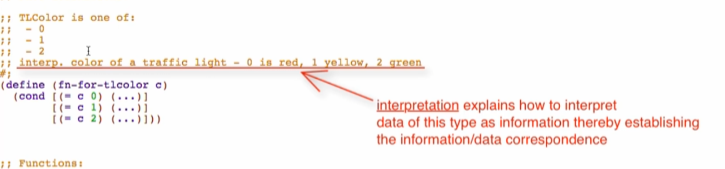 ;; TLColor is one of:
;;  - 0
;;  - 1
;;  - 2
;; interp. color of a traffic light - 0 is red, 1 yellow, 2 green
#;
(define (fn-for-tlcolor c)
  (cond [(= c 0) (...)]
        [(= c 1) (...)]
        [(= c 2) (...)]))
interpretation explains how to interpret
data of this type as information thereby establishing
the information/data correspondence
;; Functions: